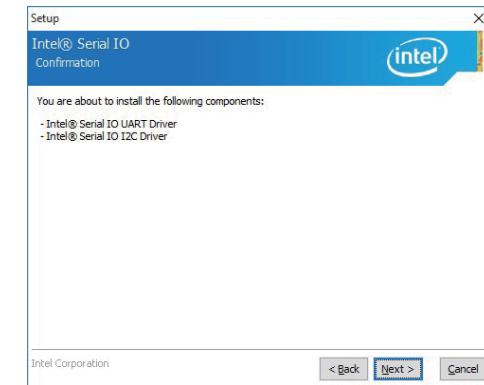 Setup
Intel® Serial IO
Confirmation
intel
You are about to install the following components:
- Intel® Serial IO UART Driver
- Intel® Serial IO I2C Driver
Intel Corporation
< Back
Next >
Cancel